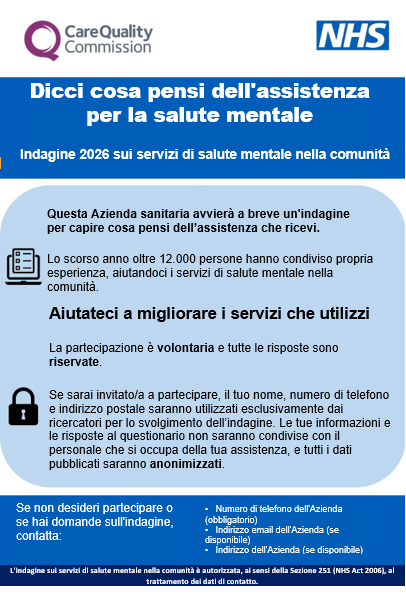 CareQuality
Commission
NHS
Dicci cosa pensi dell'assistenza
per la salute mentale
Indagine 2026 sui servizi di salute mentale nella comunità
Questa Azienda sanitaria avvierà a breve un'indagine
per capire cosa pensi dell'assistenza che ricevi.
Lo scorso anno oltre 12.000 persone hanno condiviso propria
esperienza, aiutandoci i servizi di salute mentale nella
comunità.
Aiutateci a migliorare i servizi che utilizzi
La partecipazione è volontaria e tutte le risposte sono
riservate.
Se sarai invitato/a a partecipare, il tuo nome, numero di telefono
e indirizzo postale saranno utilizzati esclusivamente dai
ricercatori per lo svolgimento dell'indagine. Le tue informazioni e
le risposte al questionario non saranno condivise con il
personale che si occupa della tua assistenza, e tutti i dati
pubblicati saranno anonimizzati.
Se non desideri partecipare o
se hai domande sull'indagine,
contatta:
- Numero di telefono dell'Azienda
(obbligatorio)
- Indirizzo email dell'Azienda (se
disponibile)
- Indirizzo dell'Azienda (se disponibile)
L'indagine sui servizi di salute mentale nella comunità è autorizzata, ai sensi della Sezione 251 (NHS Act 2006), al
trattamento dei dati di contatto.